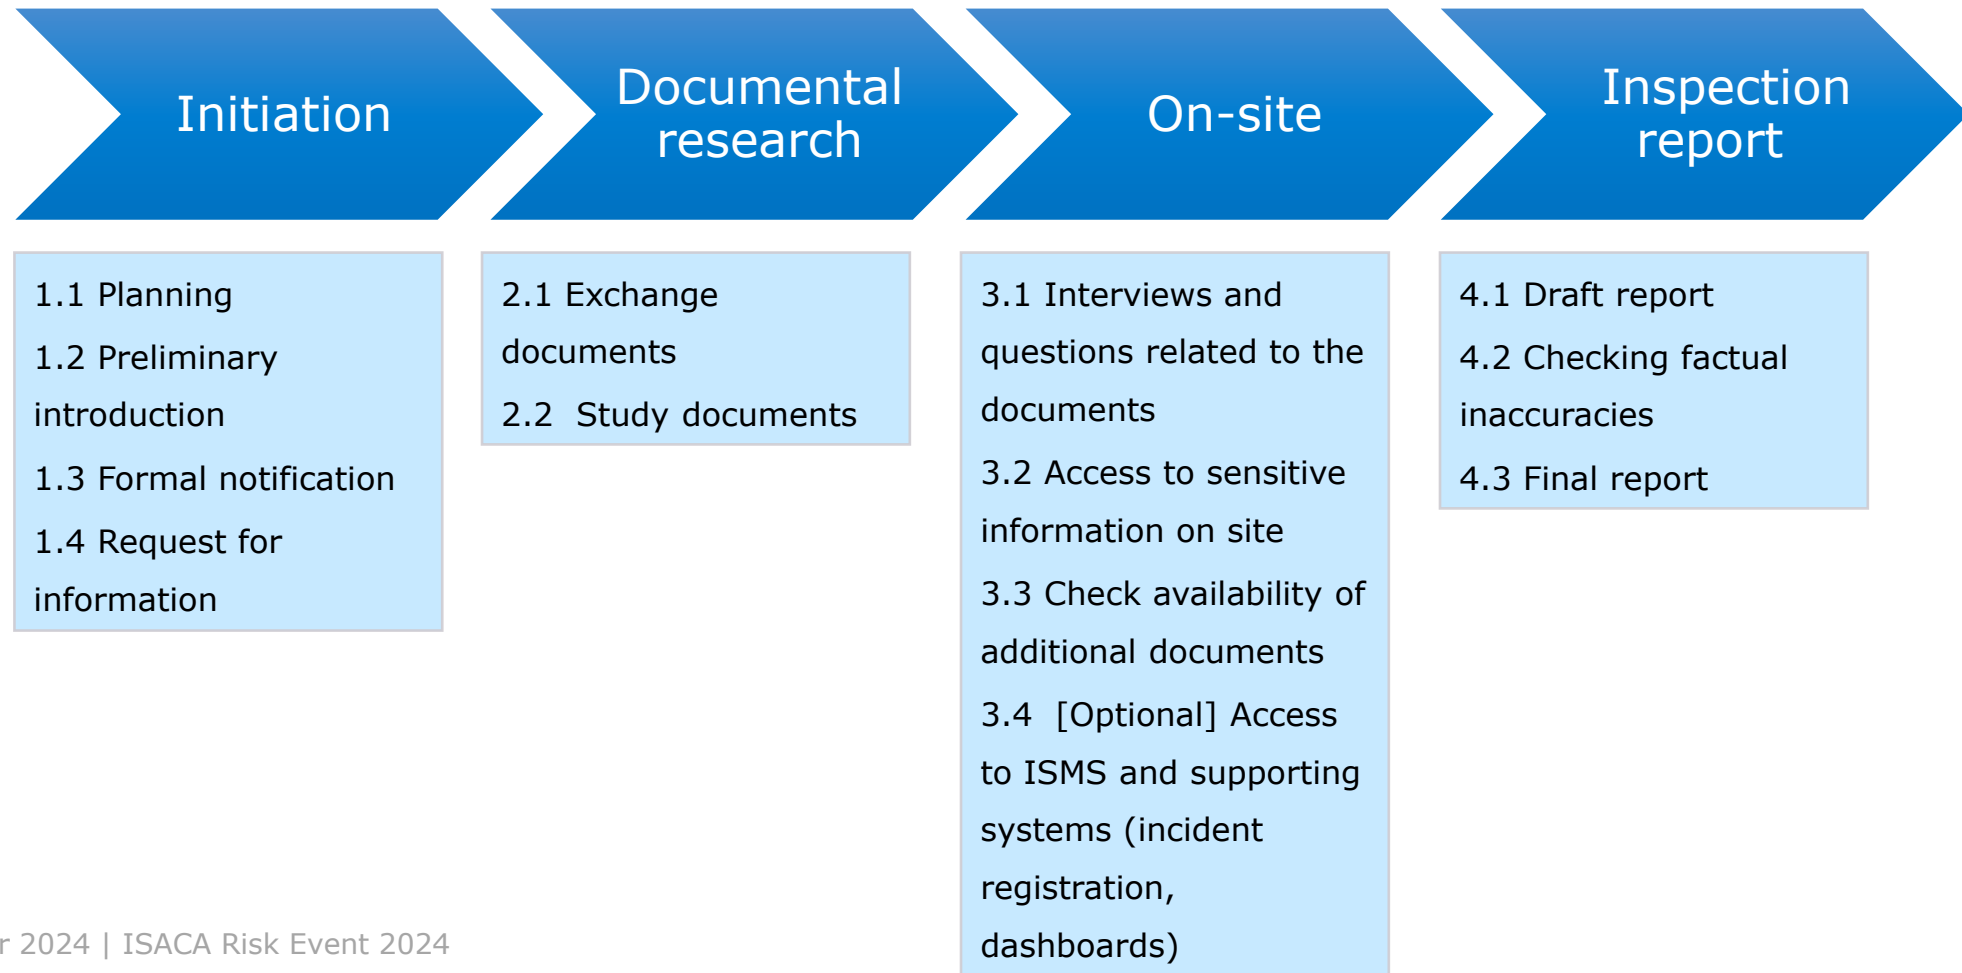 Initiation
Documental
research
On-site
Inspection
report
1.1 Planning
1.2 Preliminary
introduction
1.3 Formal notification
1.4 Request for
information
2.1 Exchange
documents
2.2 Study documents
3.1 Interviews and
questions related to the
documents
3.2 Access to sensitive
information on site
3.3 Check availability of
additional documents
3.4 [Optional] Access
to ISMS and supporting
systems (incident
registration,
dashboards)
4.1 Draft report
4.2 Checking factual
inaccuracies
4.3 Final report
2024 | ISACA Risk Event 2024